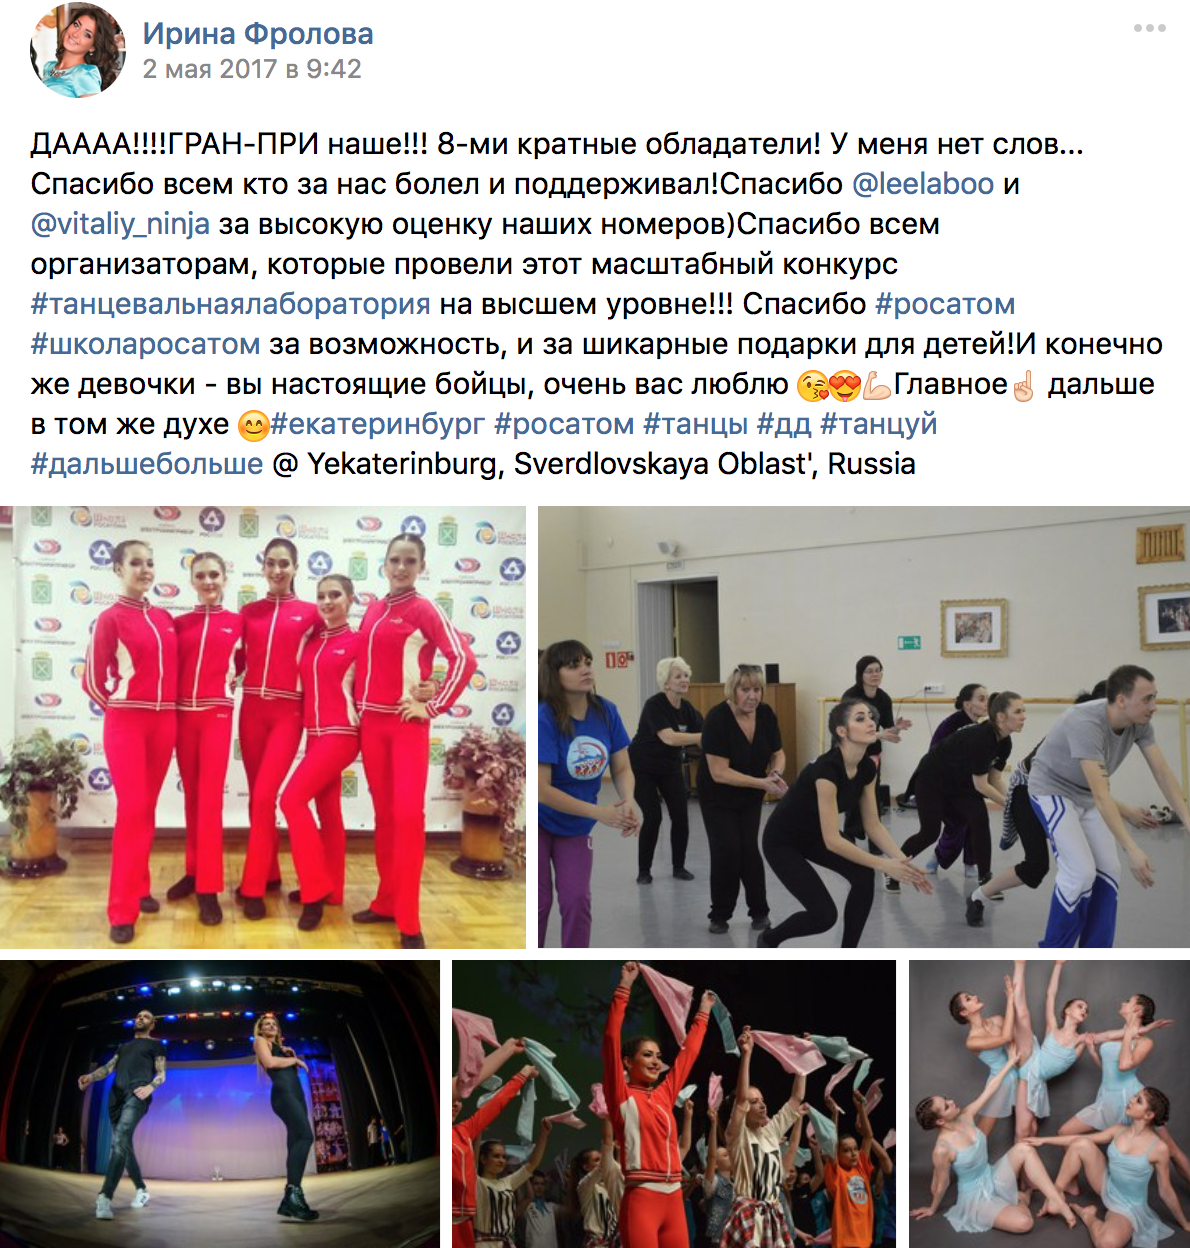 Ирина Фролова
2 мая 2017 в 9:42
ДАААА!!!!ГРАН-ПРИ наше!!! 8-ми кратные обладатели! У меня нет слов...
Спасибо всем кто за нас болел и поддерживал!Спасибо @leelaboo и
@vitaliy_ninja за высокую оценку наших номеров)Спасибо всем
организаторам, которые провели этот масштабный конкурс
#танцевальнаялаборатория на высшем уровне!!! Спасибо #росатом
#школаросатом за возможность, и за шикарные подарки для детей!И конечно
же девочки - вы настоящие бойцы, очень вас люблю 😘😍💪🏻Главное☝🏻 дальше
в том же духе 😊#екатеринбург #росатом #танцы #дд #танцуй
#дальшебольше @ Yekaterinburg, Sverdlovskaya Oblast', Russia